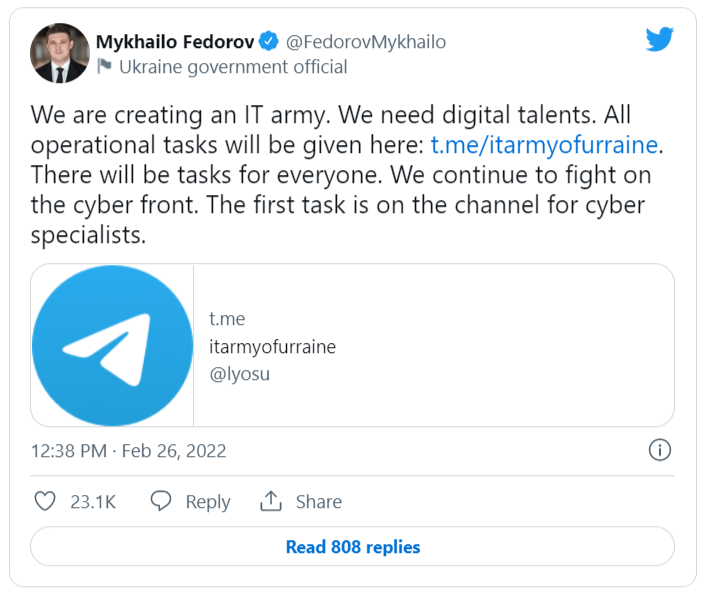 Mykhailo Fedorov @FedorovMykhailo
Ukraine government official
We are creating an IT army. We need digital talents. All
operational tasks will be given here: t.me/itarmyofurraine.
There will be tasks for everyone. We continue to fight on
the cyber front. The first task is on the channel for cyber
specialists.
t.me
itarmyofurraine
@lyosu
12:38 PM · Feb 26, 2022
23.1K Reply Share
Read 808 replies